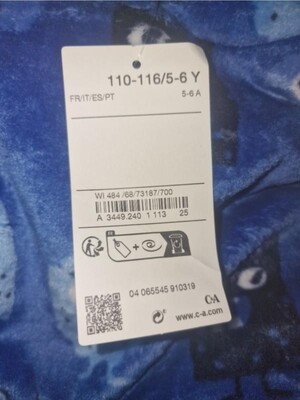 110-116/5-6 Y
FR/IT/ES/PT 5-6 A
WI 484 /68/73187/700
A 3449.240 1 113 25
FR
+
04 065545 910319
C&A
www.c-a.com